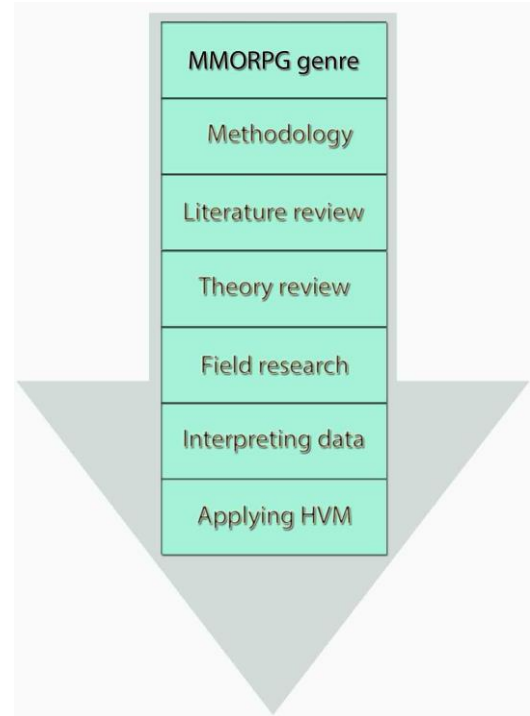 MMORPG genre
Methodology
Literature review
Theory review
Field research
Interpreting data
Applying HVM